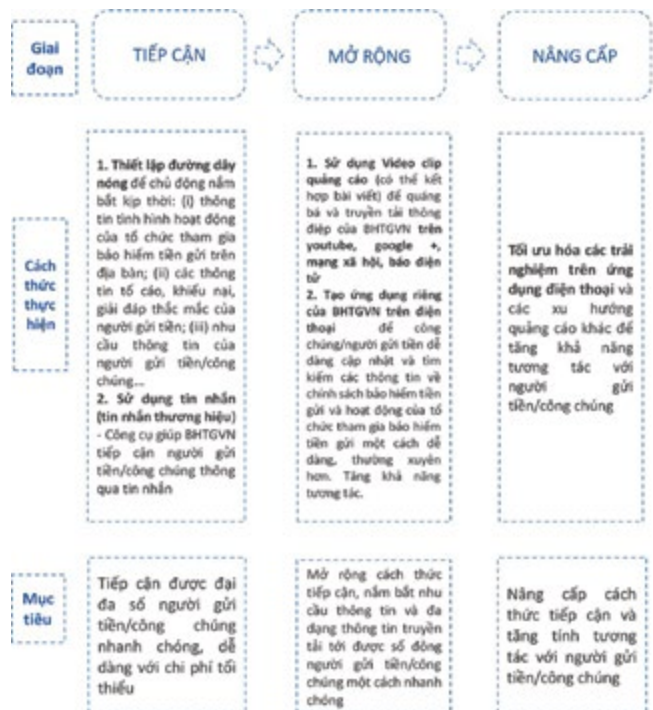 Giai
đoạn
TIẾP CẬN
MỞ RỘNG
NÂNG CẤP
Cách
thức
thực
hiện
1. Thiết lập đường dây
nóng để chủ động nắm
bắt kịp thời: (i) thông
tin tình hình hoạt động
của tổ chức tham gia
bảo hiểm tiền gửi trên
địa bàn; (ii) các thông
tin tố cáo, khiếu nại,
giải đáp thắc mắc của
người gửi tiền; (iii) nhu
cầu thông tin của
người gửi tiền/công
chúng...
2. Sử dụng tin nhắn
(tin nhắn thương hiệu)
- Công cụ giúp BHTGVN
tiếp cận người gửi
tiền/công chúng thông
qua tin nhắn
1. Sử dụng Video clip
quảng cáo (có thể kết
hợp bài viết) để quảng
bá và truyền tải thông
điệp của BHTGVN trên
youtube, google +,
mạng xã hội, báo điện
tử
2. Tạo ứng dụng riêng
của BHTGVN trên điện
thoại để công
chúng/người gửi tiền dễ
dàng cập nhật và tìm
kiếm các thông tin về
chính sách bảo hiểm tiền
gửi và hoạt động của tổ
chức tham gia bảo hiểm
tiền gửi một cách dễ
dàng, thường xuyên
hơn. Tăng khả năng
tương tác.
Tối ưu hóa các trải
nghiệm trên ứng
dụng điện thoại và
các xu hướng
quảng cáo khác để
tăng khả năng
tương tác với
người gửi
tiền/công chúng
Mục
tiêu
Tiếp cận được đại
đa số người gửi
tiền/công chúng
nhanh chóng, dễ
dàng với chi phí tối
thiểu
Mở rộng cách thức
tiếp cận, nắm bắt nhu
cầu thông tin và đa
dạng thông tin truyền
tải tới được số đông
người gửi tiền/công
chúng một cách nhanh
chóng
Nâng cấp cách
thức tiếp cận và
tăng tính tương
tác với người gửi
tiền/công chúng